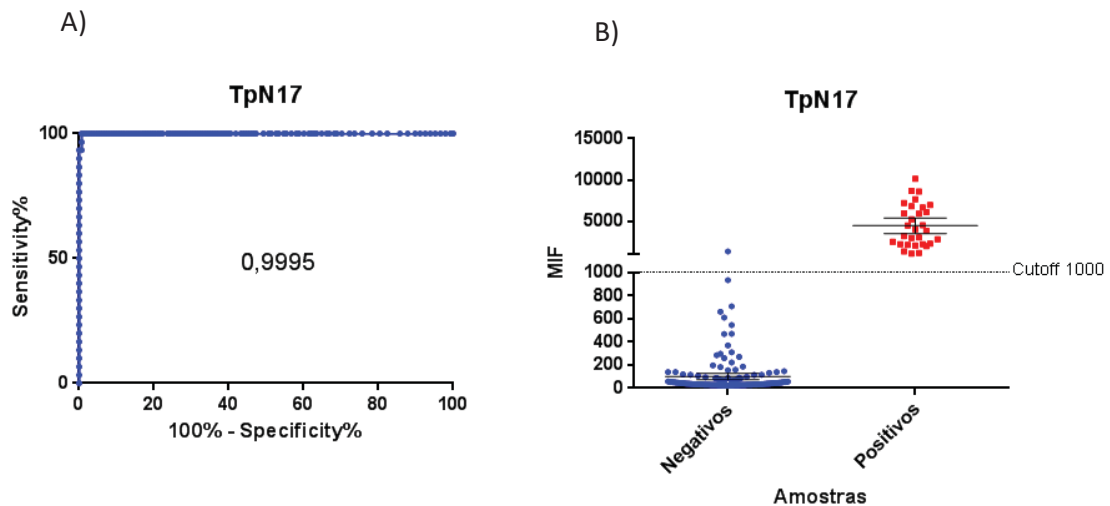 A)
TpN17
100
50
0
0,9995
0
20
40
60
80
100
Sensitivity%
100% - Specificity%
B)
TpN17
15000
10000
5000
1000
800
600
400
200
0
MIF
Cutoff 1000
Negativos
Positivos
Amostras